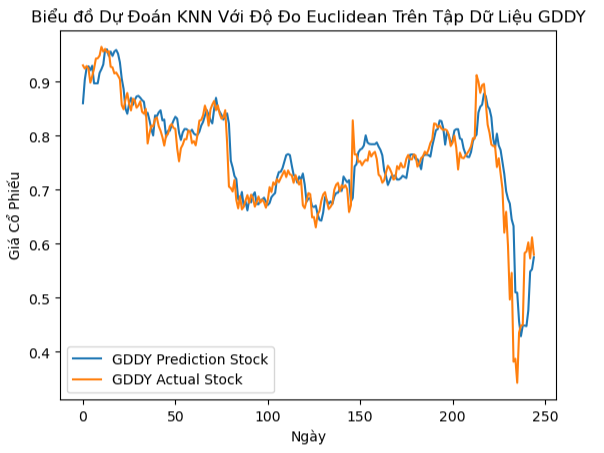 Biểu đồ Dự Đoán KNN Với Độ Đo Euclidean Trên Tập Dữ Liệu GDDY
Giá Cổ Phiếu
0.9
0.8
0.7
0.6
0.5
0.4
GDDY Prediction Stock
GDDY Actual Stock
0 50 100 150 200 250
Ngày